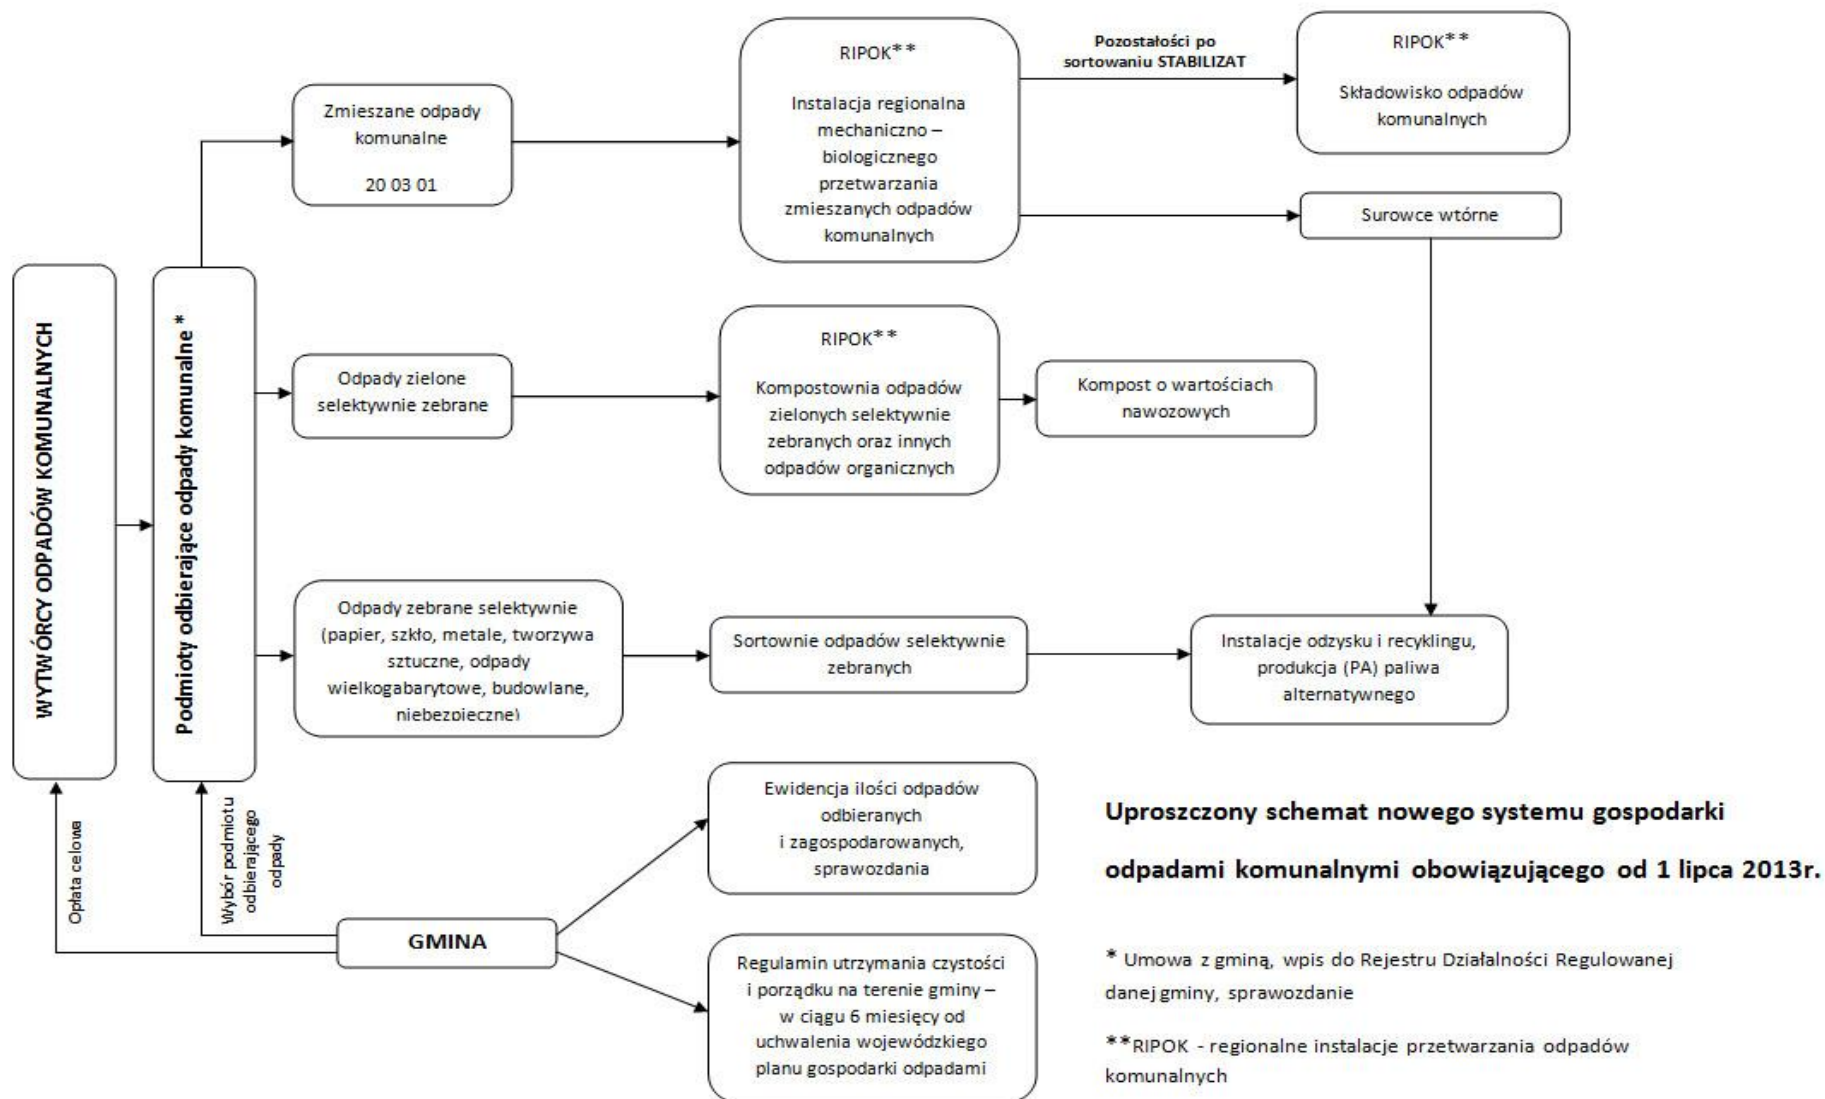 RIPOK**
Instalacja regionalna
mechaniczno –
biologicznego
przetwarzania
zmieszanych odpadów
komunalnych
Pozostałości po
sortowaniu STABILIZAT
RIPOK**
Składowisko odpadów
komunalnych
Zmieszane odpady
komunalne
20 03 01
Surowce wtórne
WYTWÓRCY ODPADÓW KOMUNALNYCH
Podmioty odbierające odpady komunalne*
Odpady zielone
selektywnie zebrane
RIPOK**
Kompostownia odpadów
zielonych selektywnie
zebranych oraz innych
odpadów organicznych
Kompost o wartościach
nawozowych
Odpady zebrane selektywnie
(papier, szkło, metale, tworzywa
sztuczne, odpady
wielkogabarytowe, budowlane,
niebezpieczne)
Sortownie odpadów selektywnie
zebranych
Instalacje odzysku i recyklingu,
produkcja (PA) paliwa
alternatywnego
Opłata celowa
Wybór podmiotu
odbierającego
odpady
GMINA
Ewidencja ilości odpadów
odbieranych
i zagospodarowanych,
sprawozdania
Regulamin utrzymania czystości
i porządku na terenie gminy –
w ciągu 6 miesięcy od
uchwalenia wojewódzkiego
planu gospodarki odpadami
Uproszczony schemat nowego systemu gospodarki
odpadami komunalnymi obowiązującego od 1 lipca 2013r.
* Umowa z gminą, wpis do Rejestru Działalności Regulowanej
danej gminy, sprawozdanie
**RIPOK - regionalne instalacje przetwarzania odpadów
komunalnych